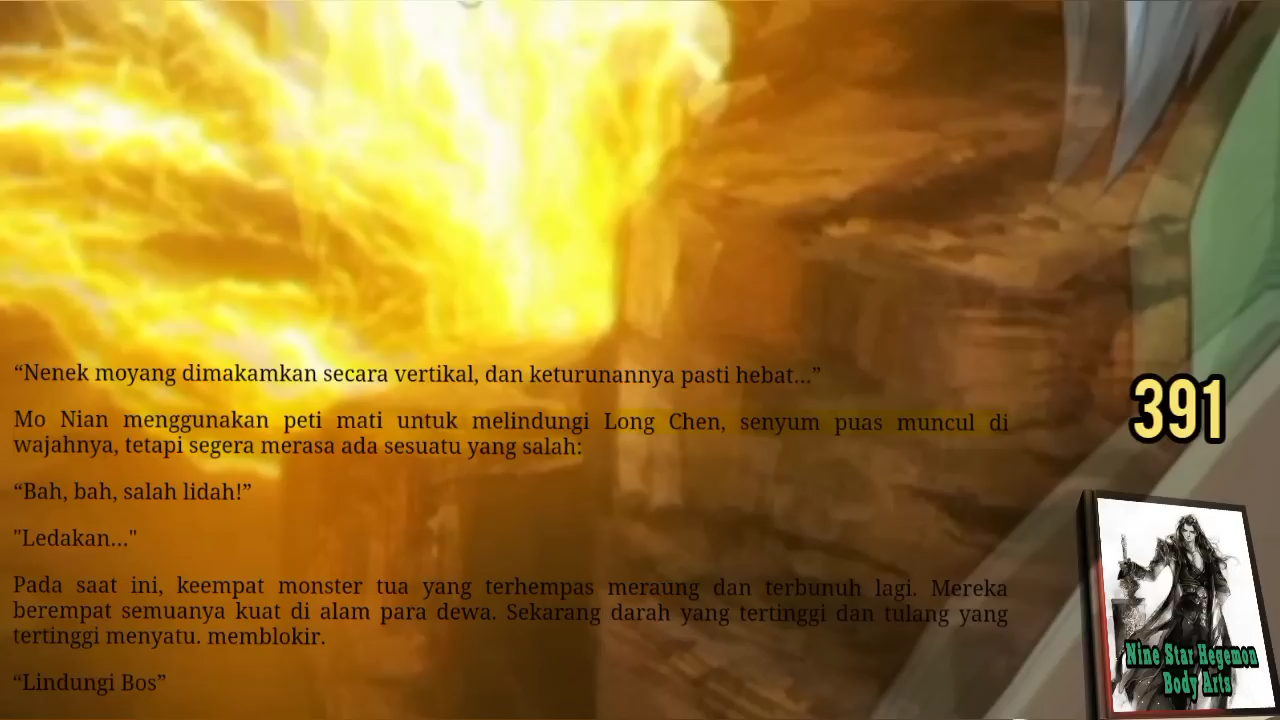 “Nenek moyang dimakamkan secara vertikal, dan keturunannya pasti hebat...”
Mo Nian menggunakan peti mati untuk melindungi Long Chen, senyum puas muncul di
wajahnya, tetapi segera merasa ada sesuatu yang salah:
“Bah, bah, salah lidah!”
"Ledakan..."
Pada saat ini, keempat monster tua yang terhempas meraung dan terbunuh lagi. Mereka
berempat semuanya kuat di alam para dewa. Sekarang darah yang tertinggi dan tulang yang
tertinggi menyatu. memblokir.
“Lindungi Bos”
391
Nine Star Hegemon
Body Arts